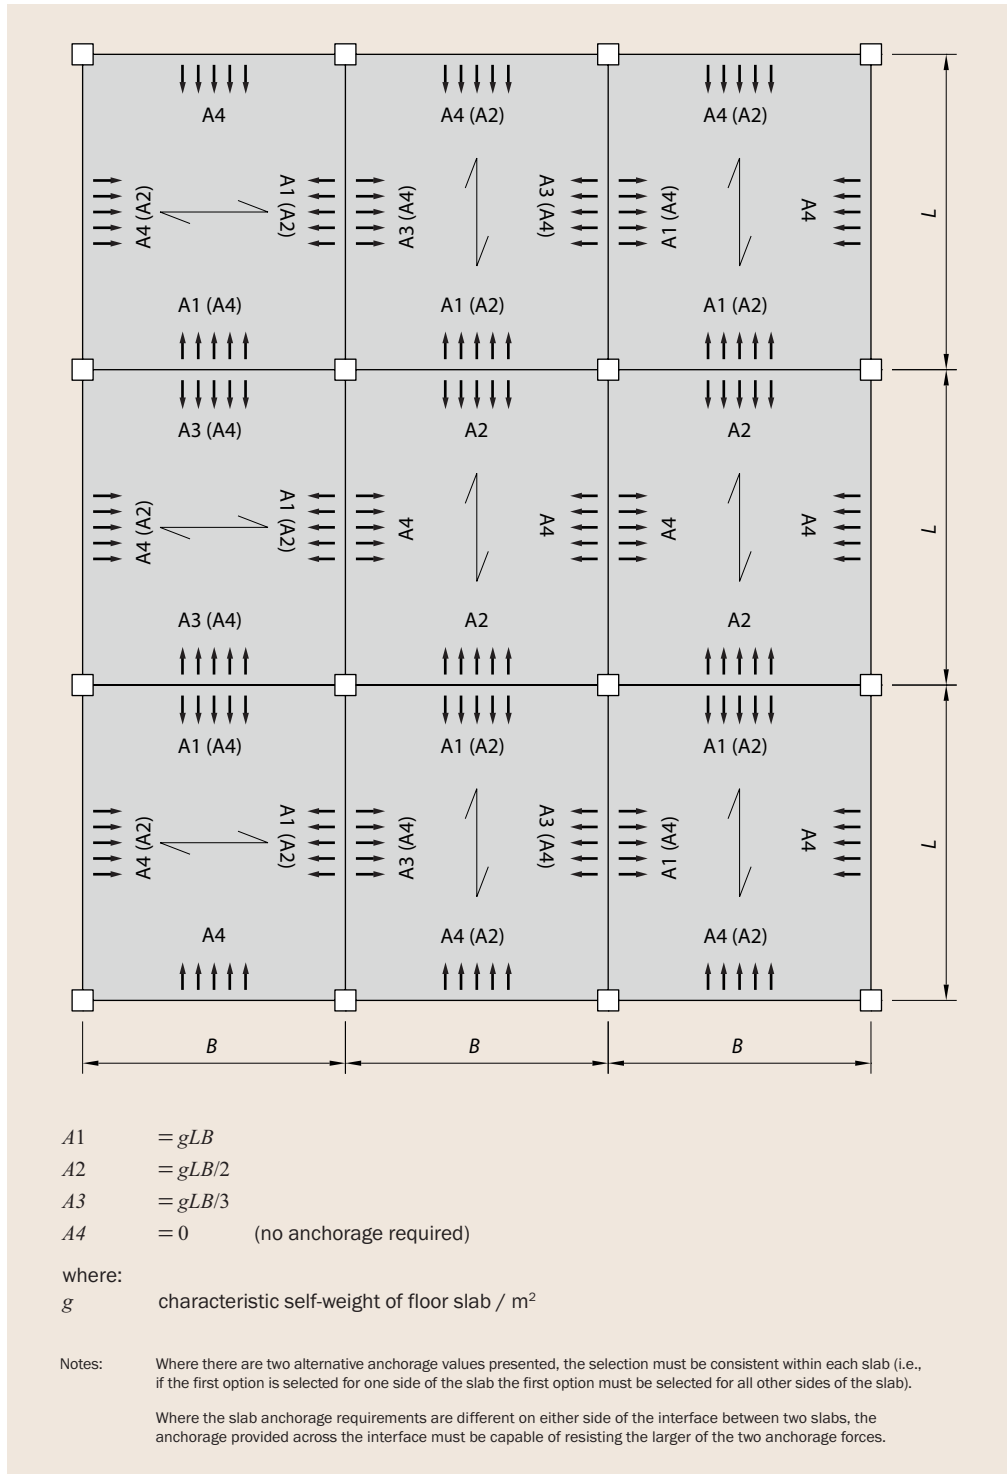 A4
A4 (A2)
A4 (A2)
A4 (A2)
A1 (A2)
A3 (A4)
A3 (A4)
A1 (A4)
A4
L
A1 (A4)
A1 (A2)
A1 (A2)
A3 (A4)
A2
A2
A4 (A2)
A1 (A2)
A4
A4
A4
A4
L
A3 (A4)
A2
A2
A1 (A4)
A1 (A2)
A1 (A2)
A4 (A2)
A1 (A2)
A3 (A4)
A3 (A4)
A1 (A4)
A4
L
A4
A4 (A2)
A4 (A2)
B
B
B
A1 = gLB
A2 = gLB/2
A3 = gLB/3
A4 = 0 (no anchorage required)
where:
g characteristic self-weight of floor slab / m²
Notes: Where there are two alternative anchorage values presented, the selection must be consistent within each slab (i.e.,
if the first option is selected for one side of the slab the first option must be selected for all other sides of the slab).
Where the slab anchorage requirements are different on either side of the interface between two slabs, the
anchorage provided across the interface must be capable of resisting the larger of the two anchorage forces.